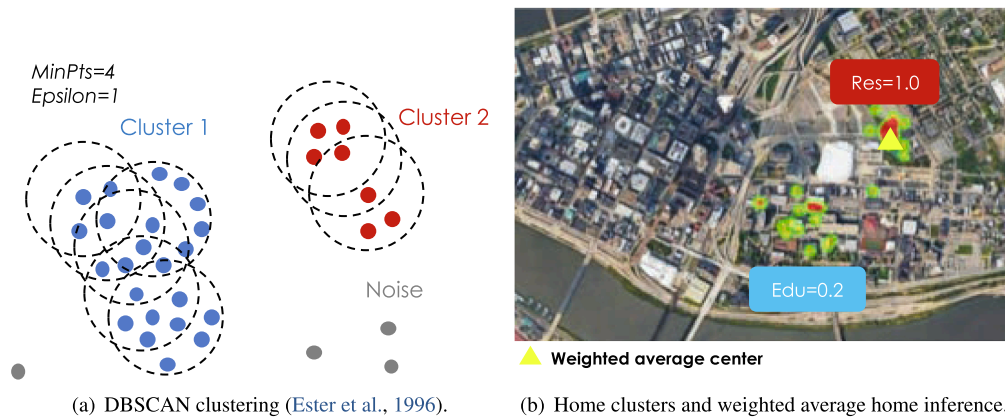 MinPts=4
Epsilon=1
Cluster 1
Cluster 2
Noise
(a) DBSCAN clustering (Ester et al., 1996).
Res=1.0
Edu=0.2
Weighted average center
(b) Home clusters and weighted average home inference